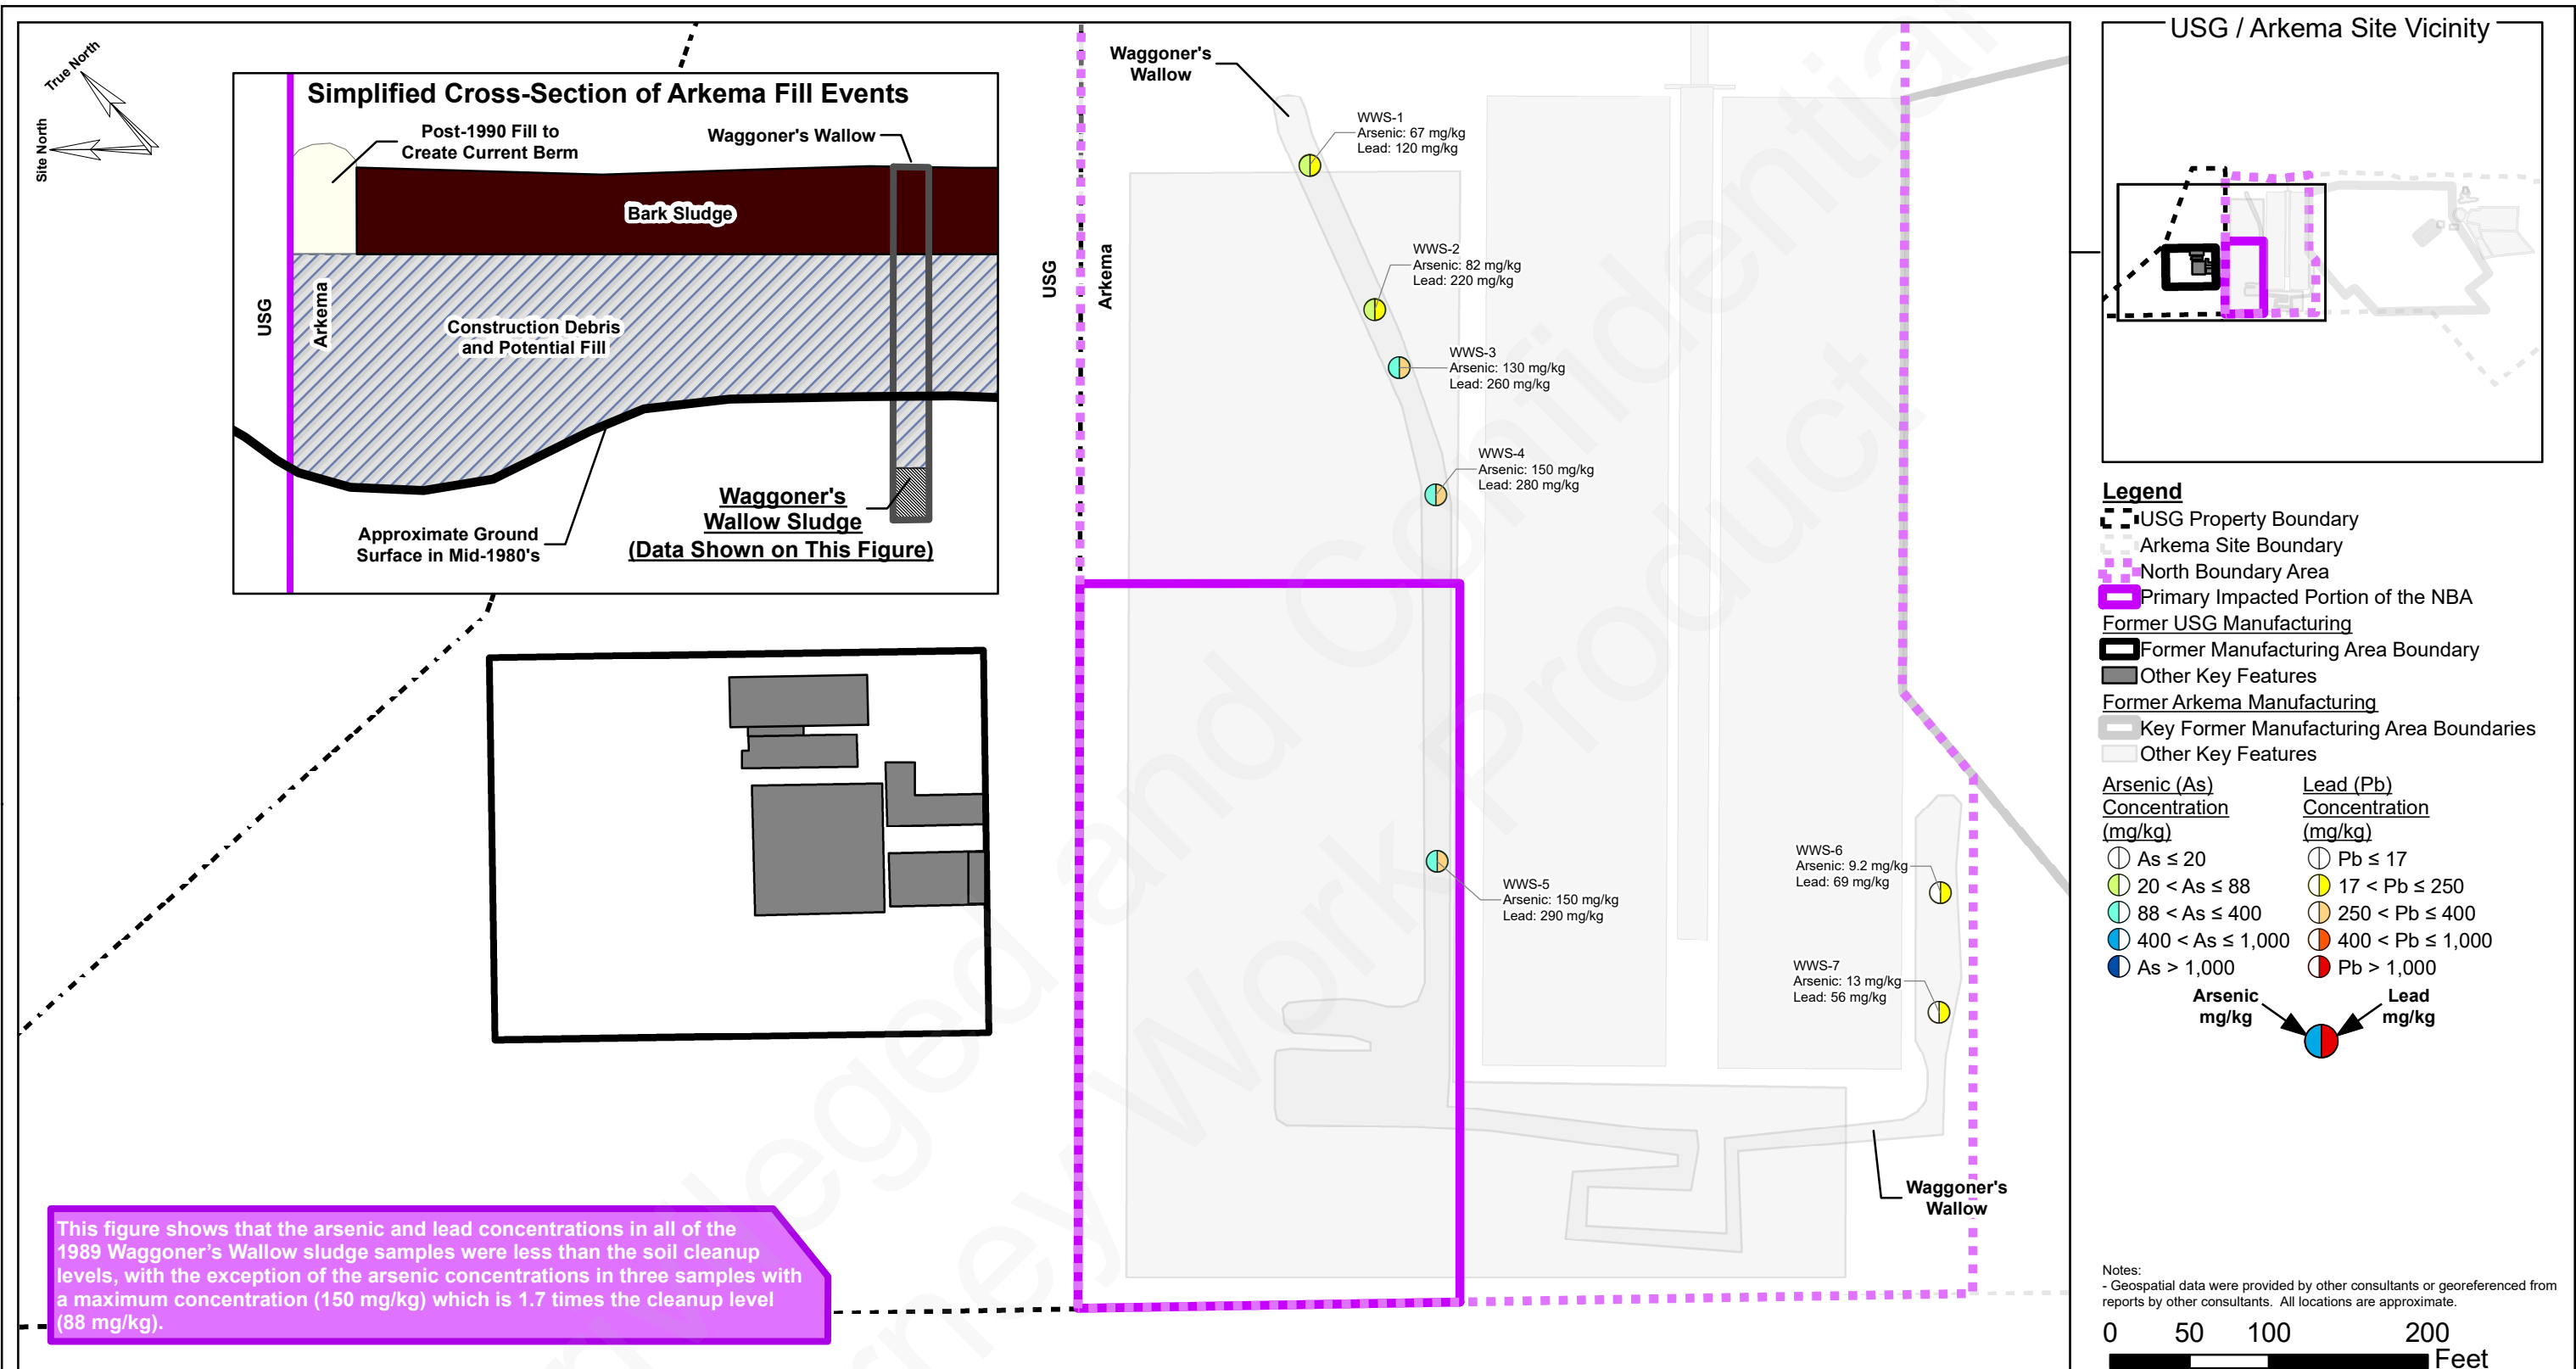 True North
Site North
Simplified Cross-Section of Arkema Fill Events
Post-1990 Fill to
Create Current Berm
Waggoner's Wallow
Bark Sludge
USG
Arkema
Construction Debris
and Potential Fill
Approximate Ground
Surface in Mid-1980's
Waggoner's
Wallow Sludge
(Data Shown on This Figure)
USG
Arkema
Waggoner's
Wallow
WWS-1
Arsenic: 67 mg/kg
Lead: 120 mg/kg
WWS-2
Arsenic: 82 mg/kg
Lead: 220 mg/kg
WWS-3
Arsenic: 130 mg/kg
Lead: 260 mg/kg
WWS-4
Arsenic: 150 mg/kg
Lead: 280 mg/kg
WWS-5
Arsenic: 150 mg/kg
Lead: 290 mg/kg
WWS-6
Arsenic: 9.2 mg/kg
Lead: 69 mg/kg
WWS-7
Arsenic: 13 mg/kg
Lead: 56 mg/kg
Waggoner's
Wallow
This figure shows that the arsenic and lead concentrations in all of the
1989 Waggoner’s Wallow sludge samples were less than the soil cleanup
levels, with the exception of the arsenic concentrations in three samples with
a maximum concentration (150 mg/kg) which is 1.7 times the cleanup level
(88 mg/kg).
and Confidential
Work Product
USG / Arkema Site Vicinity
Legend
USG Property Boundary
Arkema Site Boundary
North Boundary Area
Primary Impacted Portion of the NBA
Former USG Manufacturing
Former Manufacturing Area Boundary
Other Key Features
Former Arkema Manufacturing
Key Former Manufacturing Area Boundaries
Other Key Features
Arsenic (As)
Concentration
(mg/kg)
As ≤ 20
20 < As ≤ 88
88 < As ≤ 400
400 < As ≤ 1,000
As > 1,000
Lead (Pb)
Concentration
(mg/kg)
Pb ≤ 17
17 < Pb ≤ 250
250 < Pb ≤ 400
400 < Pb ≤ 1,000
Pb > 1,000
Arsenic
mg/kg
Lead
mg/kg
Notes:
- Geospatial data were provided by other consultants or georeferenced from
reports by other consultants. All locations are approximate.
0 50 100 200
Feet